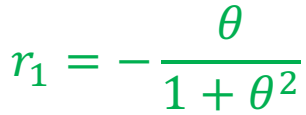 r₁ = − θ / (1 + θ²)